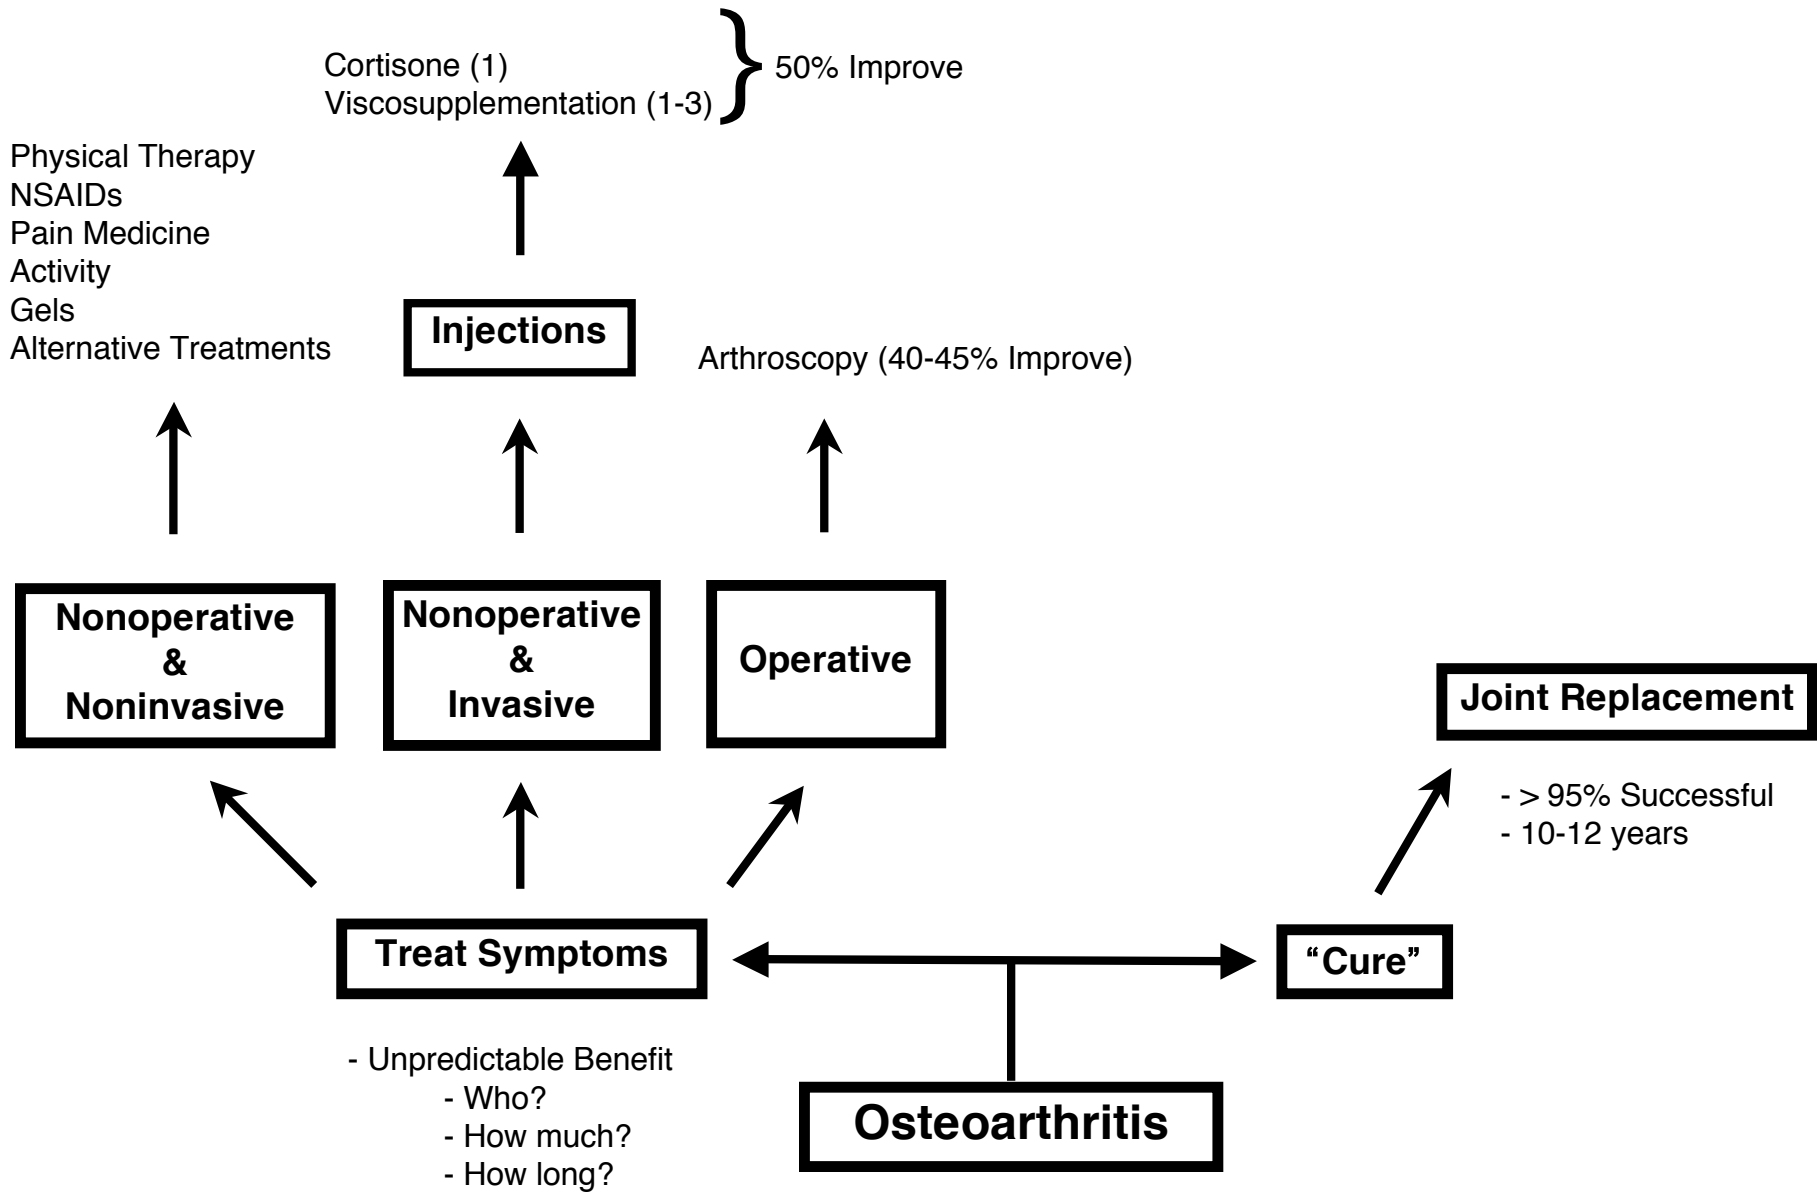 Cortisone (1)
Viscosupplementation (1-3)
} 50% Improve
Physical Therapy
NSAIDs
Pain Medicine
Activity
Gels
Alternative Treatments
Injections
Arthroscopy (40-45% Improve)
Nonoperative
&
Noninvasive
Nonoperative
&
Invasive
Operative
Joint Replacement
- > 95% Successful
- 10-12 years
Treat Symptoms
“Cure”
- Unpredictable Benefit
- Who?
- How much?
- How long?
Osteoarthritis